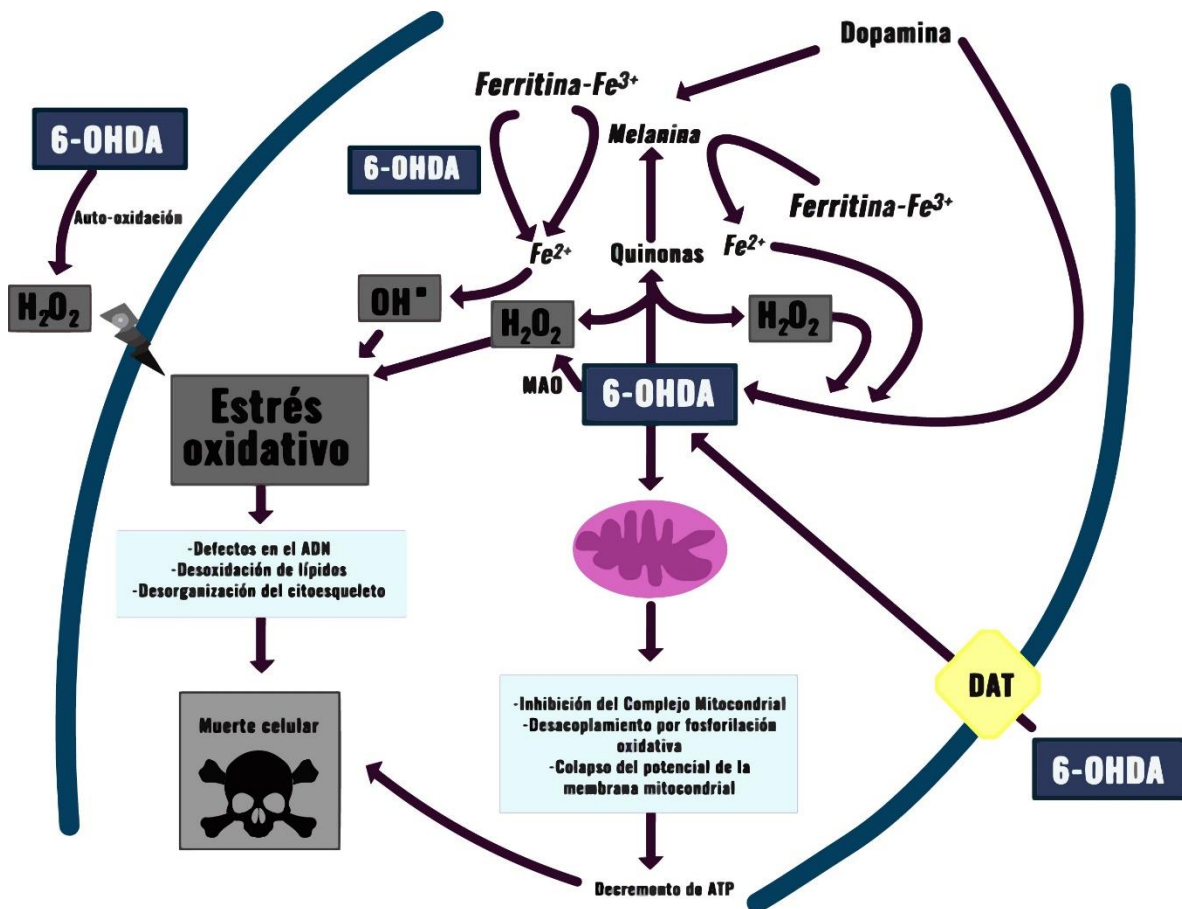 Dopamina
Ferritina-Fe³⁺
6-OHDA
6-OHDA
Melanina
Ferritina-Fe³⁺
Auto-oxidación
Fe²⁺
Quinonas
Fe²⁺
H₂O₂
OH▪
H₂O₂
H₂O₂
MAO
6-OHDA
Estrés
oxidativo
-Defectos en el ADN
-Desoxidación de lípidos
-Desorganización del citoesqueleto
DAT
6-OHDA
Muerte celular
-Inhibición del Complejo Mitocondrial
-Desacoplamiento por fosforilación
oxidativa
-Colapso del potencial de la
membrana mitocondrial
Decremento de ATP